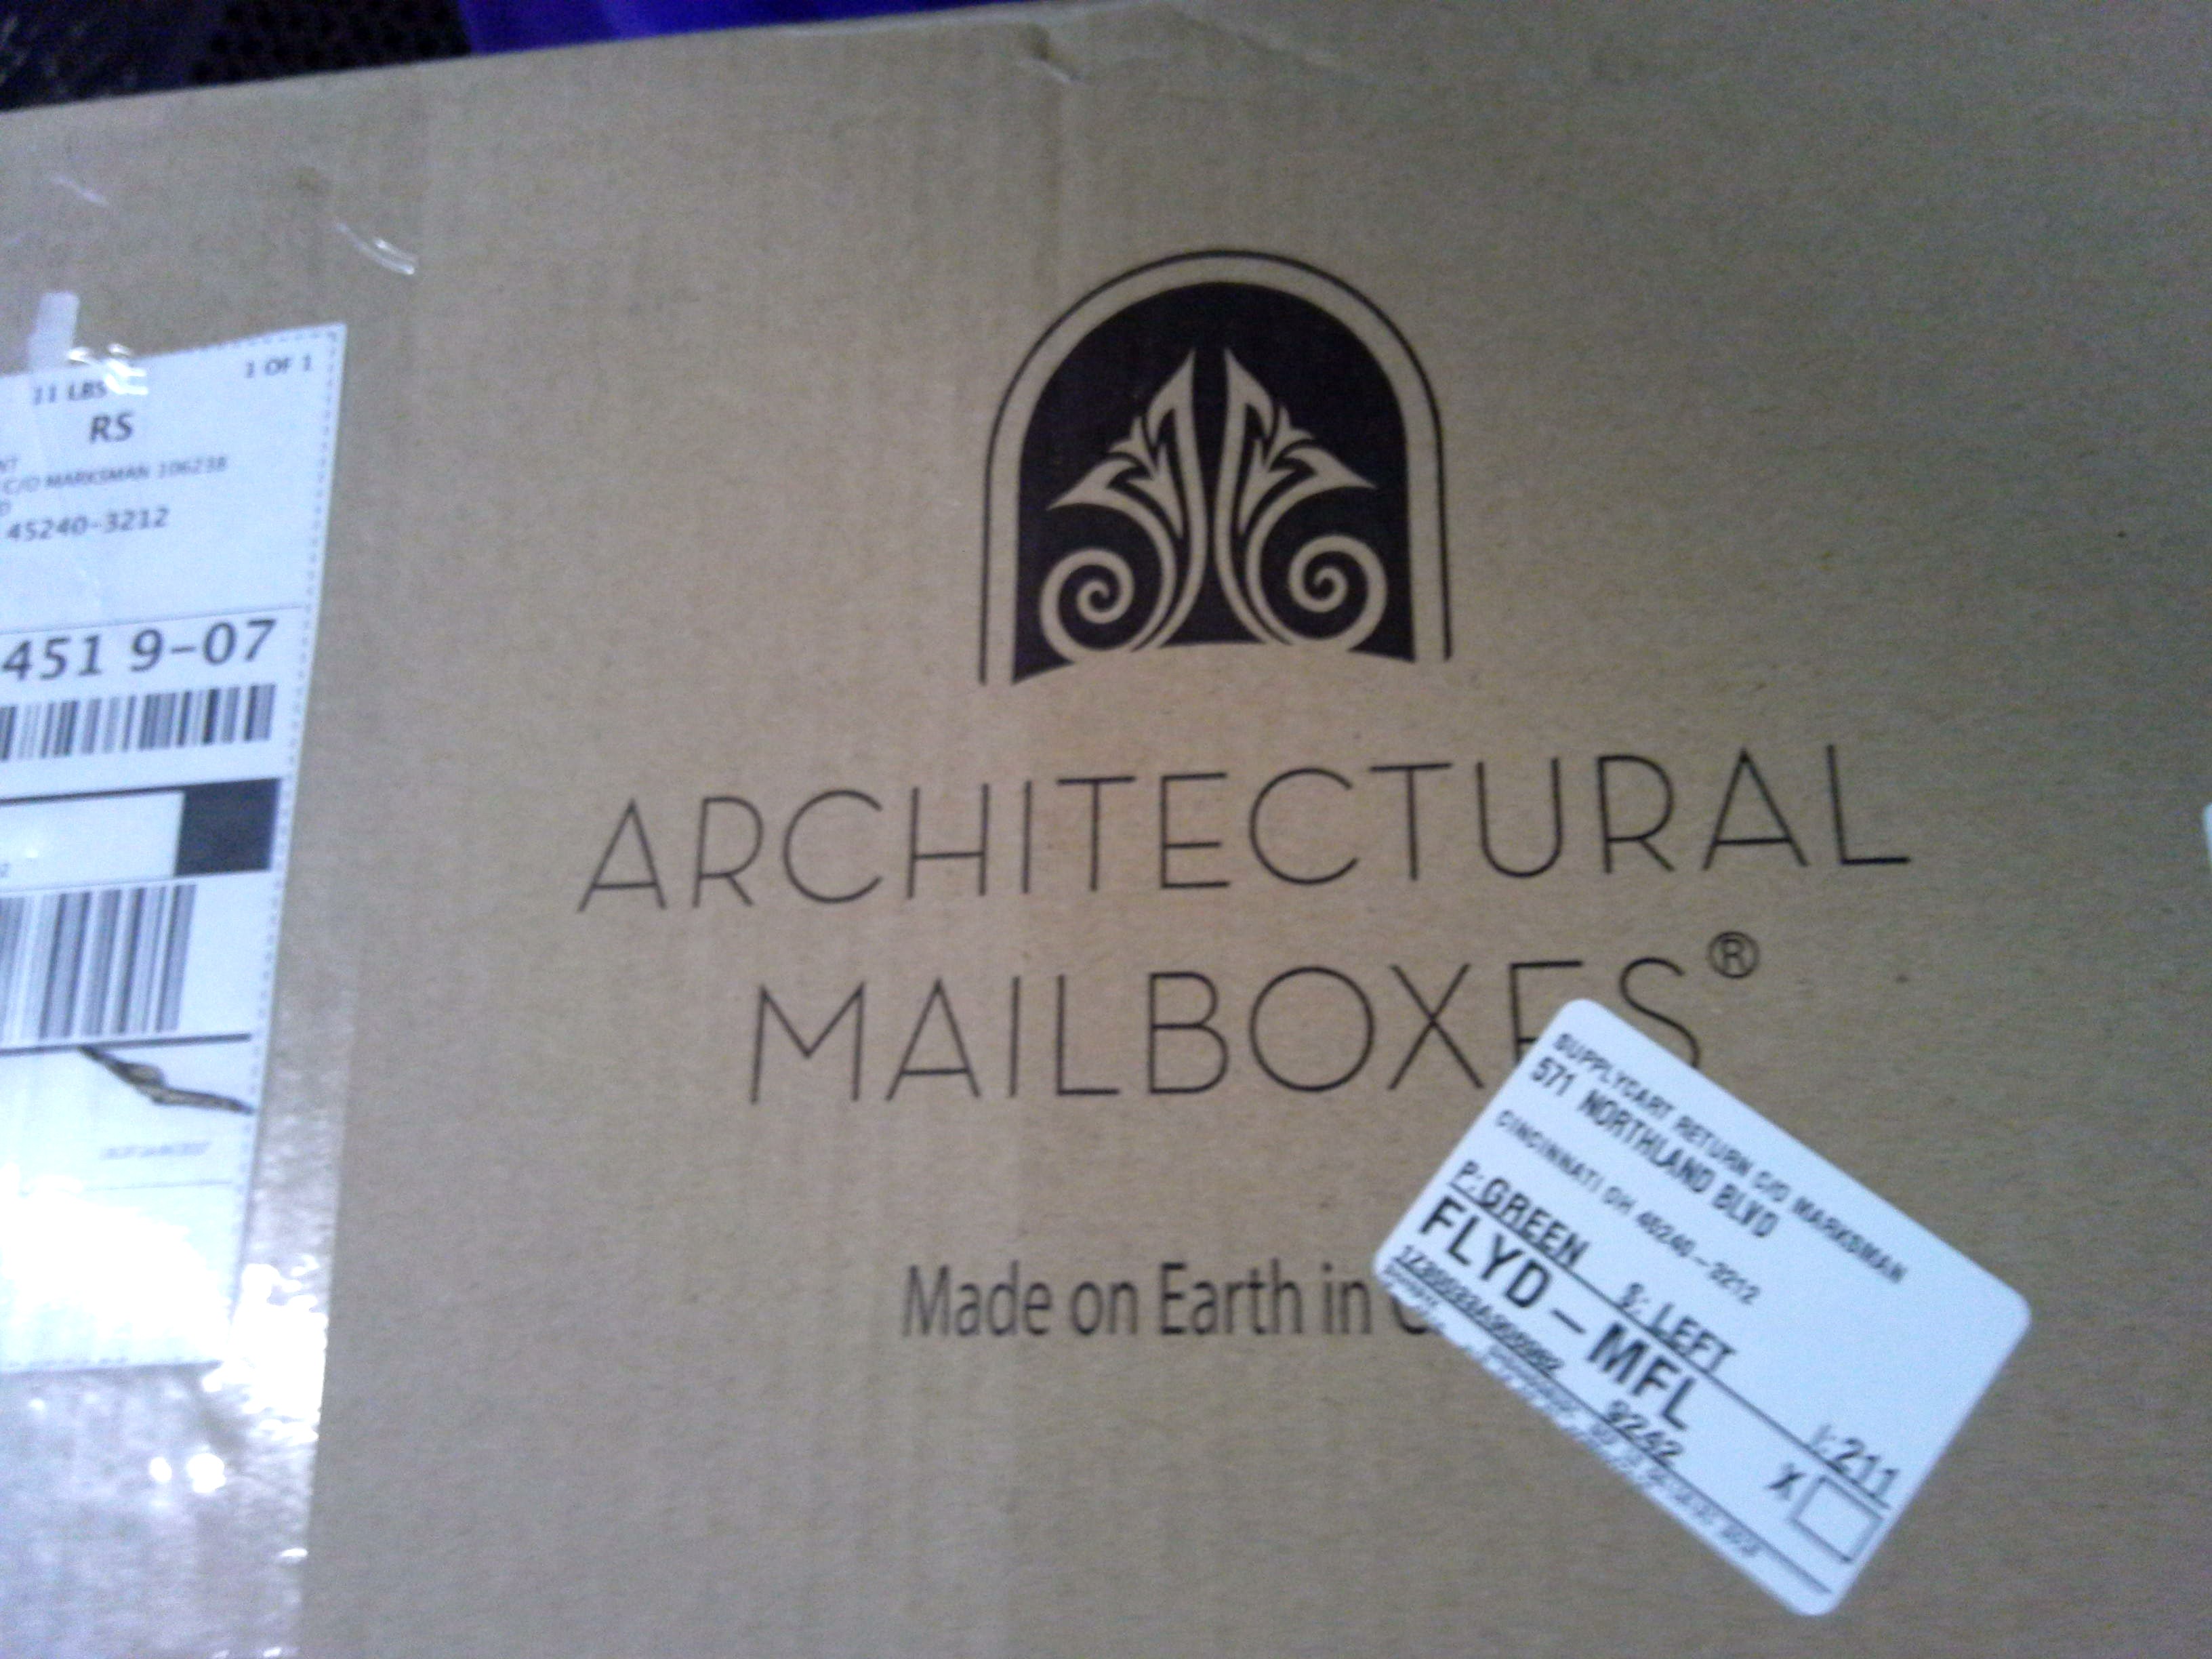 1 OF 1
11 LBS
RS
C/O MARKSMAN 106238
45240-3212
451 9-07
ARCHITECTURAL
MAILBOXES®
Made on Earth in
SUPPLYCART RETURN C/O MARKSMAN
571 NORTHLAND BLVD
CINCINNATI OH 45240-3212
P: GREEN S: LEFT I: 211
FLYD-MFL X
9242